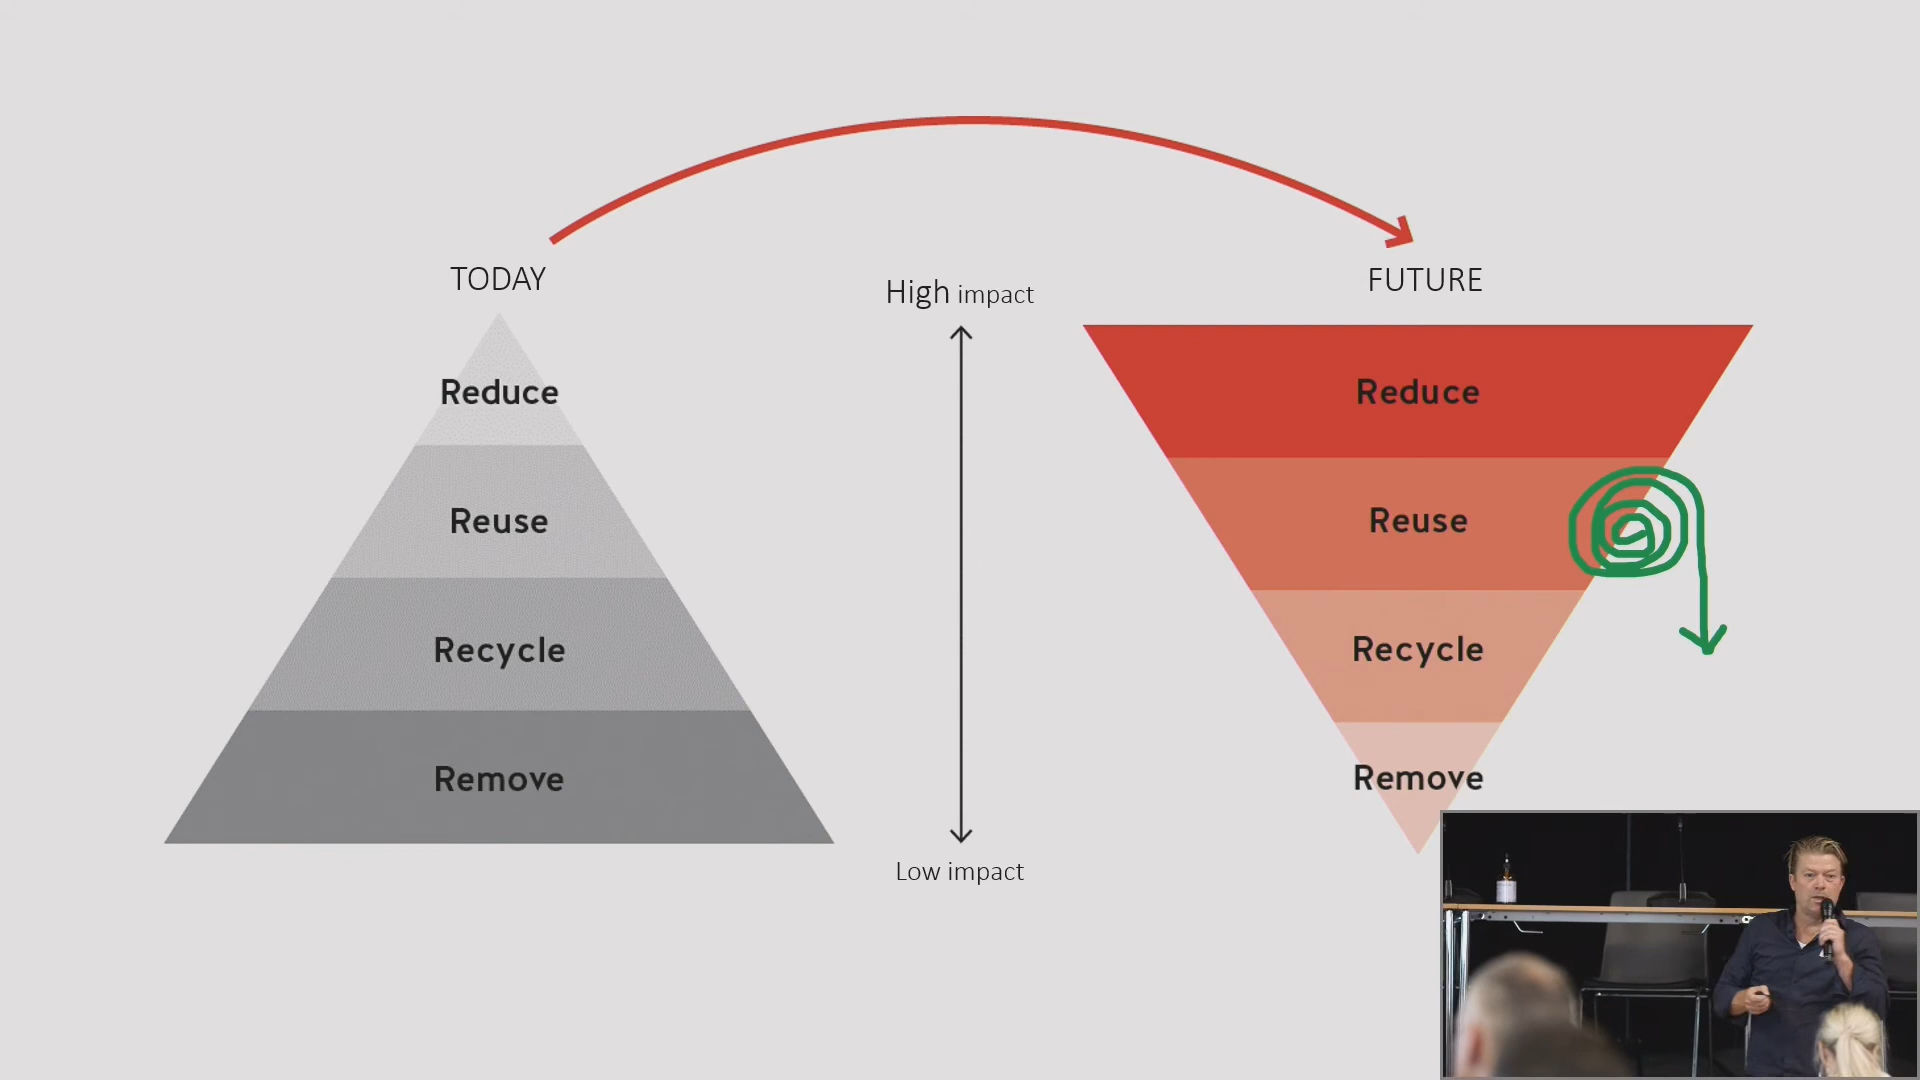 TODAY
High impact
FUTURE
Reduce
Reduce
Reuse
Reuse
Recycle
Recycle
Remove
Remove
Low impact